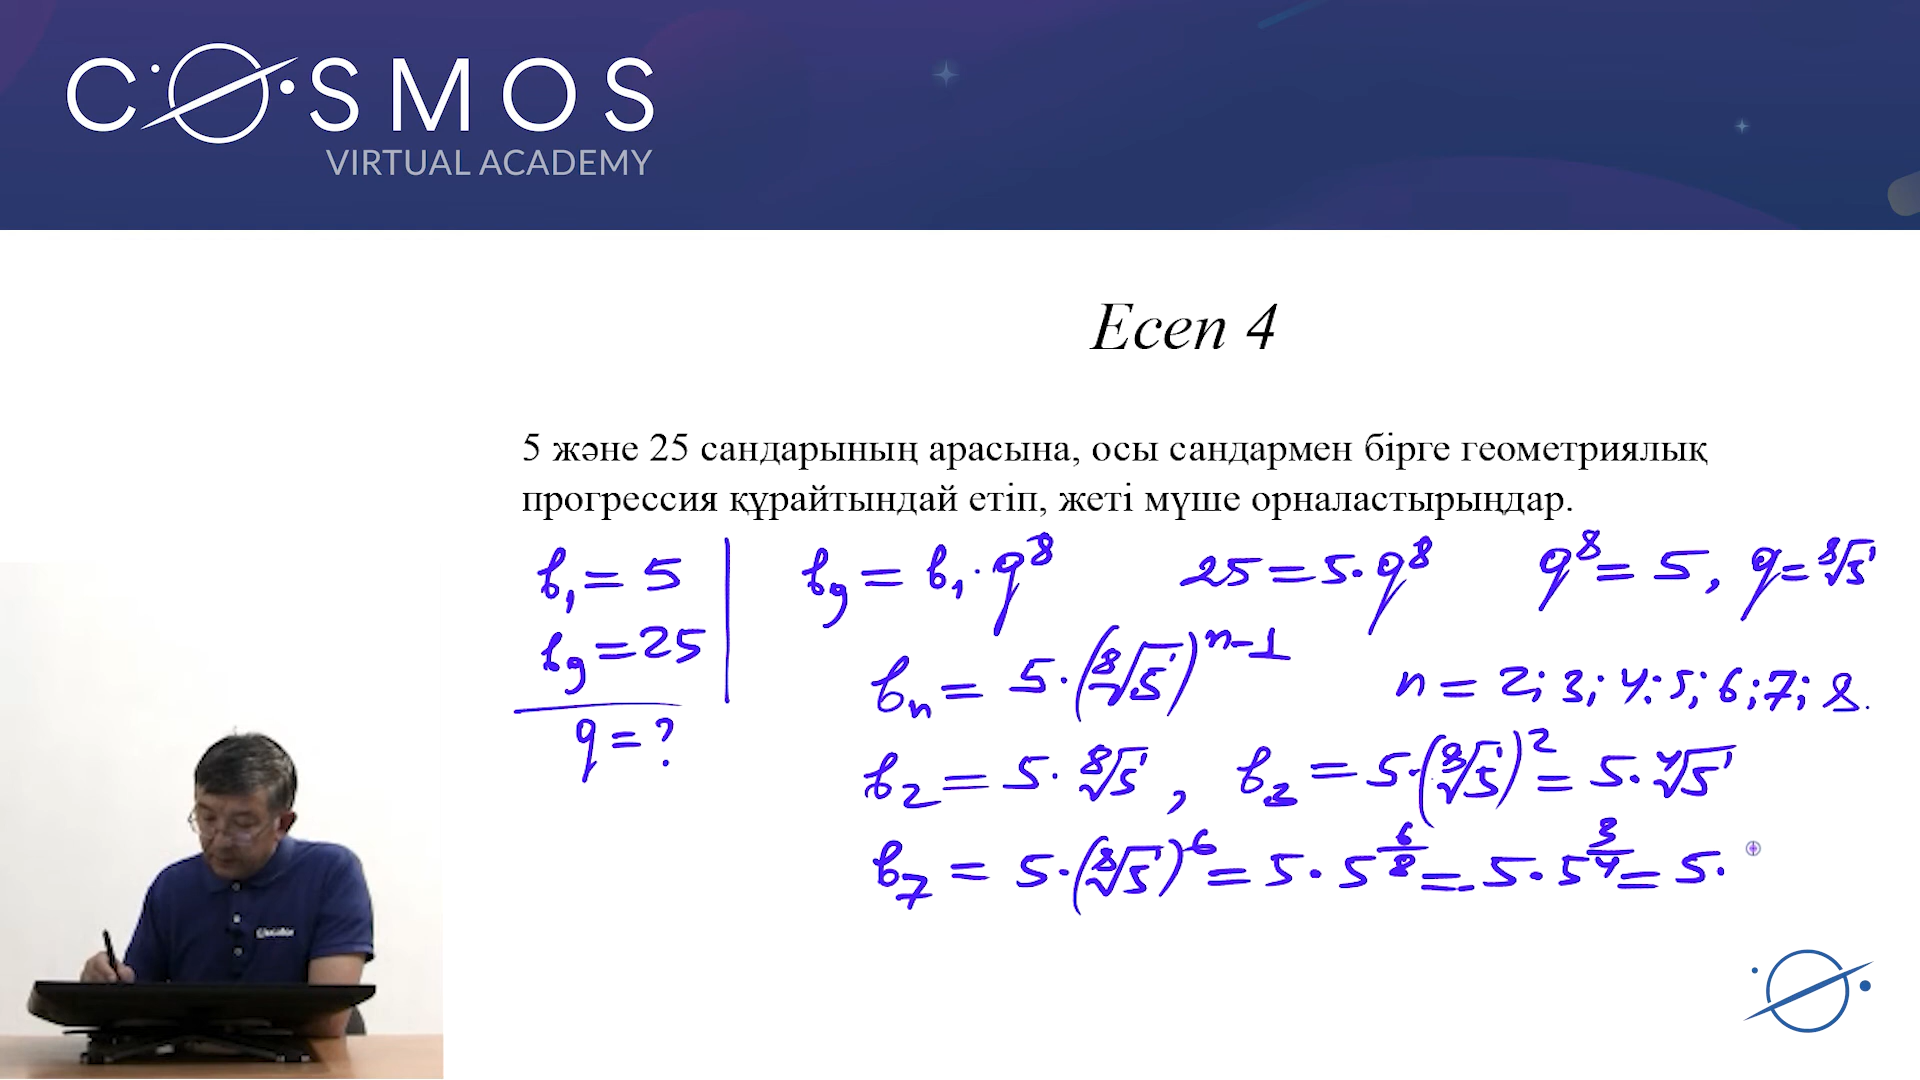 COSMOS
VIRTUAL ACADEMY
Есеп 4
5 және 25 сандарының арасына, осы сандармен бірге геометриялық
прогрессия құрайтындай етіп, жеті мүше орналастырыңдар.
b₁ = 5
b₉ = 25
q = ?
b₉ = b₁ · q⁸ 25 = 5 · q⁸ q⁸ = 5, q = ⁸√5
bₙ = 5 · (⁸√5)ⁿ⁻¹ n = 2; 3; 4; 5; 6; 7; 8.
b₂ = 5 · ⁸√5, b₃ = 5 · (⁸√5)² = 5 · ⁴√5
b₇ = 5 · (⁸√5)⁶ = 5 · 5^(6/8) = 5 · 5^(3/4) = 5 ·